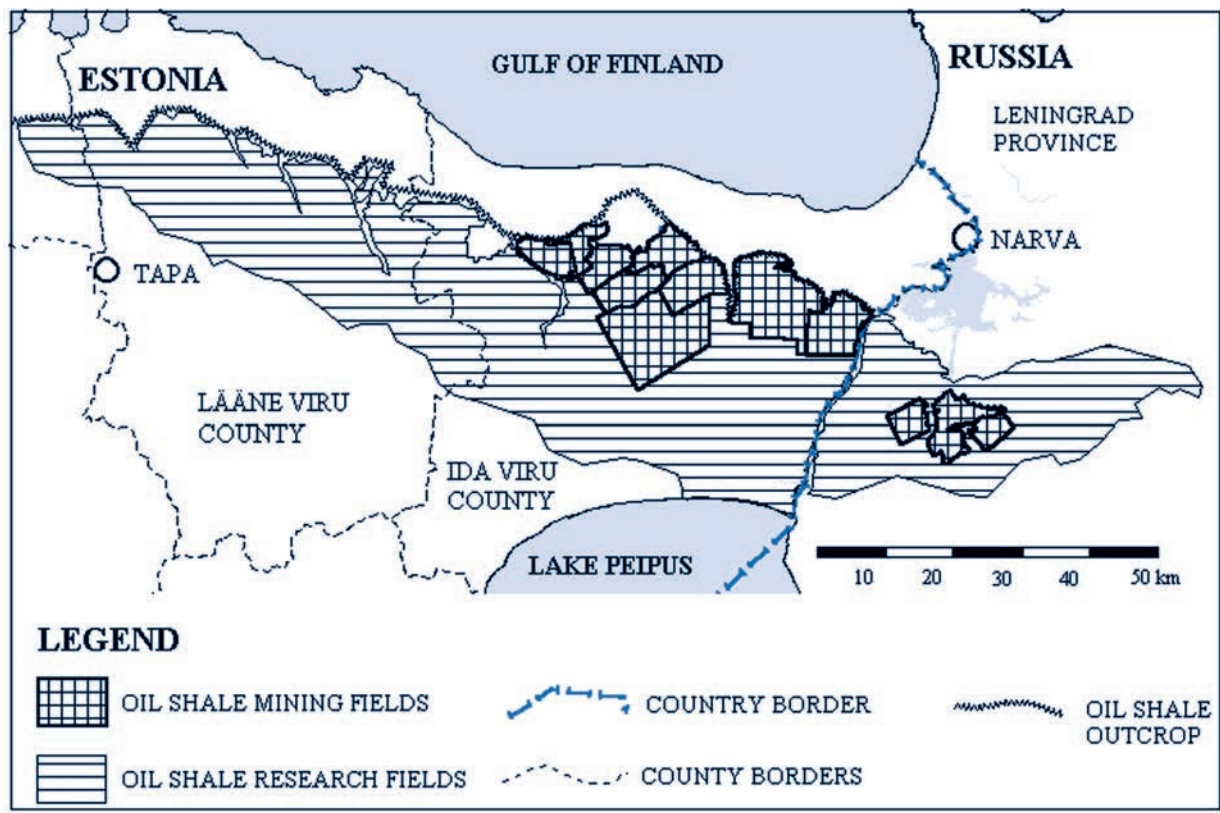 GULF OF FINLAND
RUSSIA
ESTONIA
LENINGRAD
PROVINCE
NARVA
TAPA
LÄÄNE VIRU
COUNTY
IDA VIRU
COUNTY
LAKE PEIPUS
10 20 30 40 50 km
LEGEND
OIL SHALE MINING FIELDS
COUNTRY BORDER
OIL SHALE
OUTCROP
OIL SHALE RESEARCH FIELDS
COUNTY BORDERS